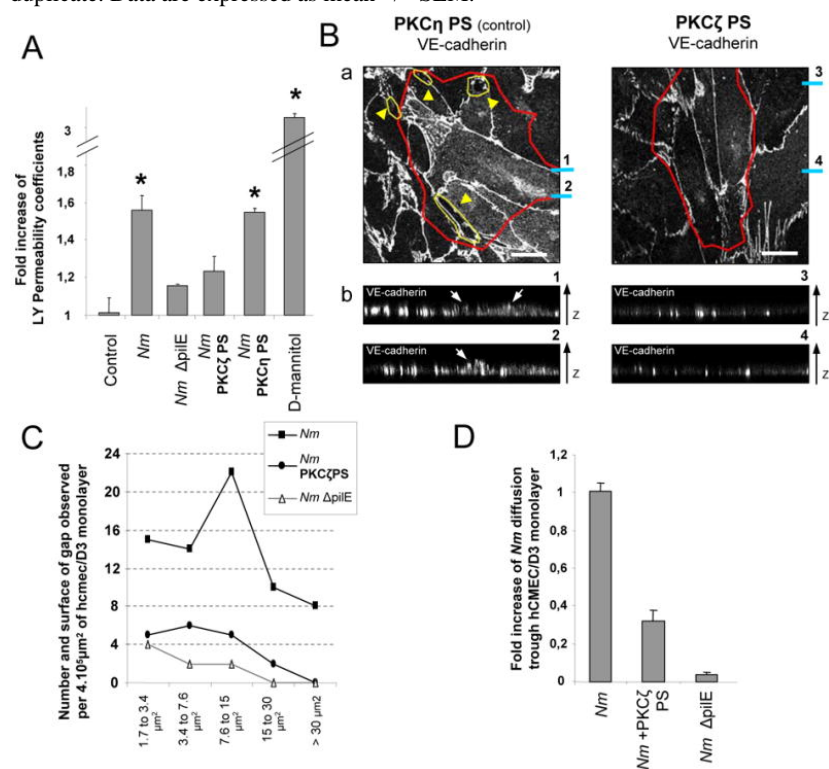 duplicate. Data are expressed as mean +/- SEM.
A
Fold increase of
LY Permeability coefficients
3
1,8
1,6
1,4
1,2
1
*
*
*
Control
Nm
Nm ΔpilE
Nm
PKCζ PS
Nm
PKCη PS
D-mannitol
B
PKCη PS (control)
VE-cadherin
PKCζ PS
VE-cadherin
a
1
2
3
4
b
1
VE-cadherin
z
2
VE-cadherin
z
3
VE-cadherin
z
4
VE-cadherin
z
C
Number and surface of gap observed
per 4.10⁵µm² of hcmec/D3 monolayer
24
20
16
12
8
4
0
Nm
Nm
PKCζPS
Nm ΔpilE
1.7 to 3.4
µm²
3.4 to 7.6
µm²
7.6 to 15
µm²
15 to 30
µm²
> 30 µm2
D
Fold increase of Nm diffusion
trough hCMEC/D3 monolayer
1,2
1
0,8
0,6
0,4
0,2
0
Nm
Nm +PKCζ
PS
Nm ΔpilE